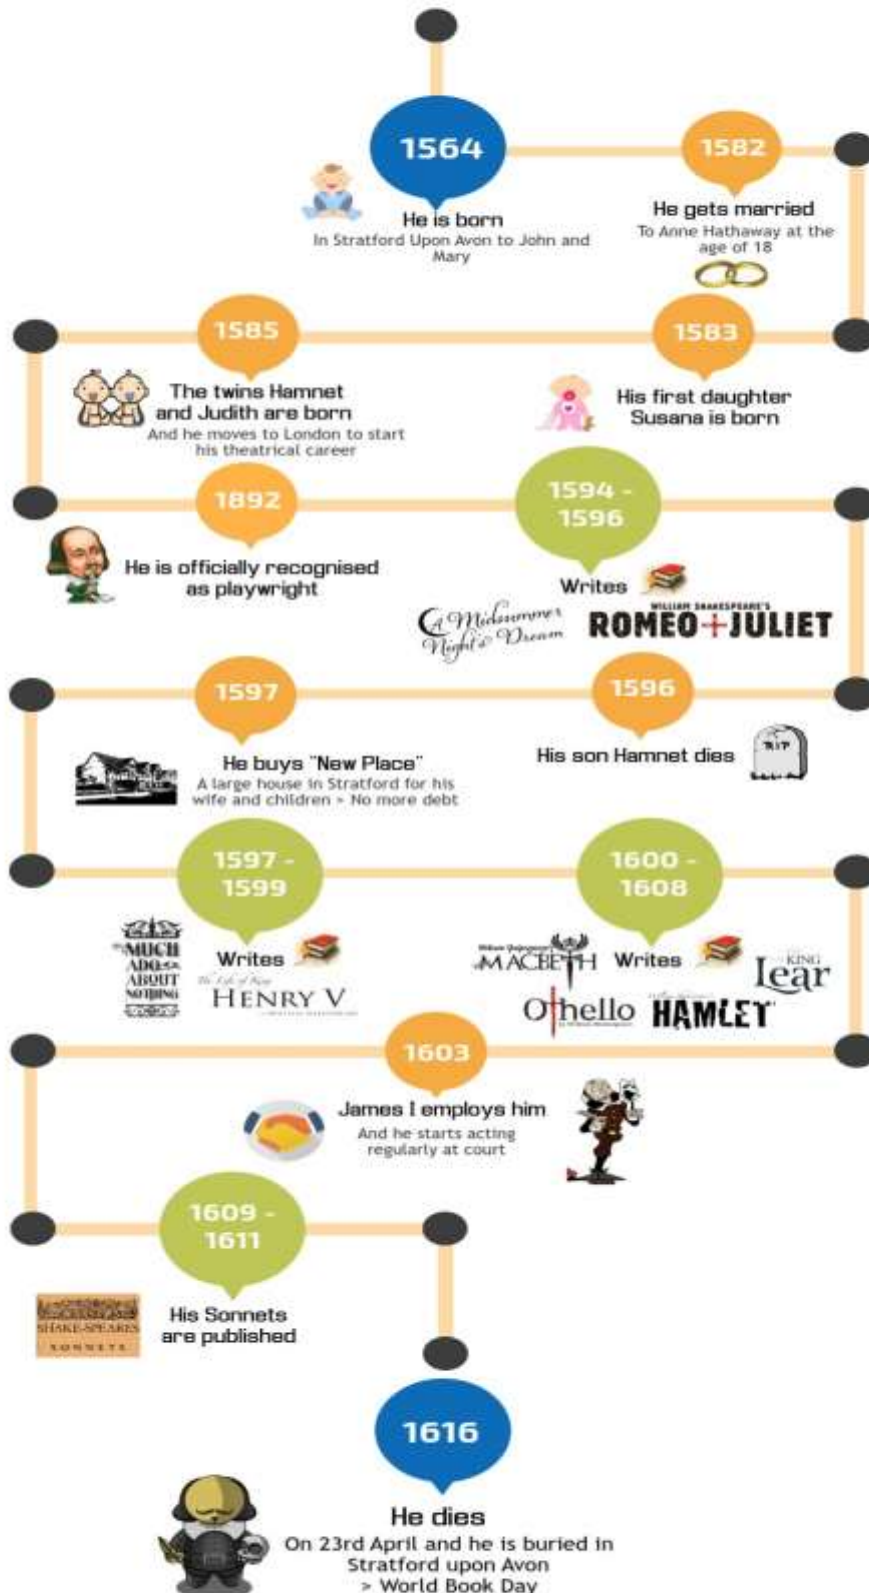 1564
He is born
In Stratford Upon Avon to John and
Mary
1582
He gets married
To Anne Hathaway at the
age of 18
1583
His first daughter
Susana is born
1585
The twins Hamnet
and Judith are born
And he moves to London to start
his theatrical career
1892
He is officially recognised
as playwright
1594 -
1596
Writes
A Midsummer
Night's Dream
WILLIAM SHAKESPEARE'S
ROMEO + JULIET
1596
His son Hamnet dies
RIP
1597
He buys "New Place"
A large house in Stratford for his
wife and children > No more debt
1597 -
1599
Writes
MUCH
ADO
ABOUT
NOTHING
The Life of King
HENRY V
1600 -
1608
Writes
William Shakespeare's
MACBETH
KING
Lear
Othello
HAMLET
1603
James I employs him
And he starts acting
regularly at court
1609 -
1611
His Sonnets
are published
SHAKE-SPEARES
SONNETS
1616
He dies
On 23rd April and he is buried in
Stratford upon Avon
> World Book Day